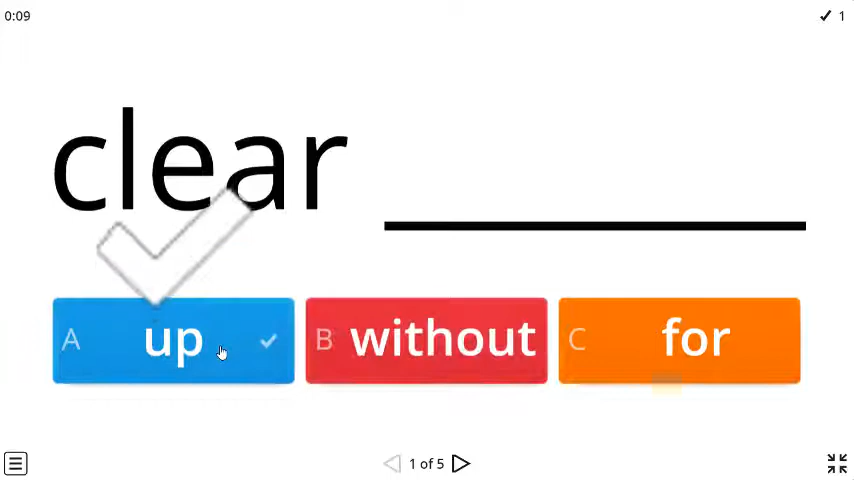 0:09
✓ 1
clear ______
A up
B without
C for
1 of 5